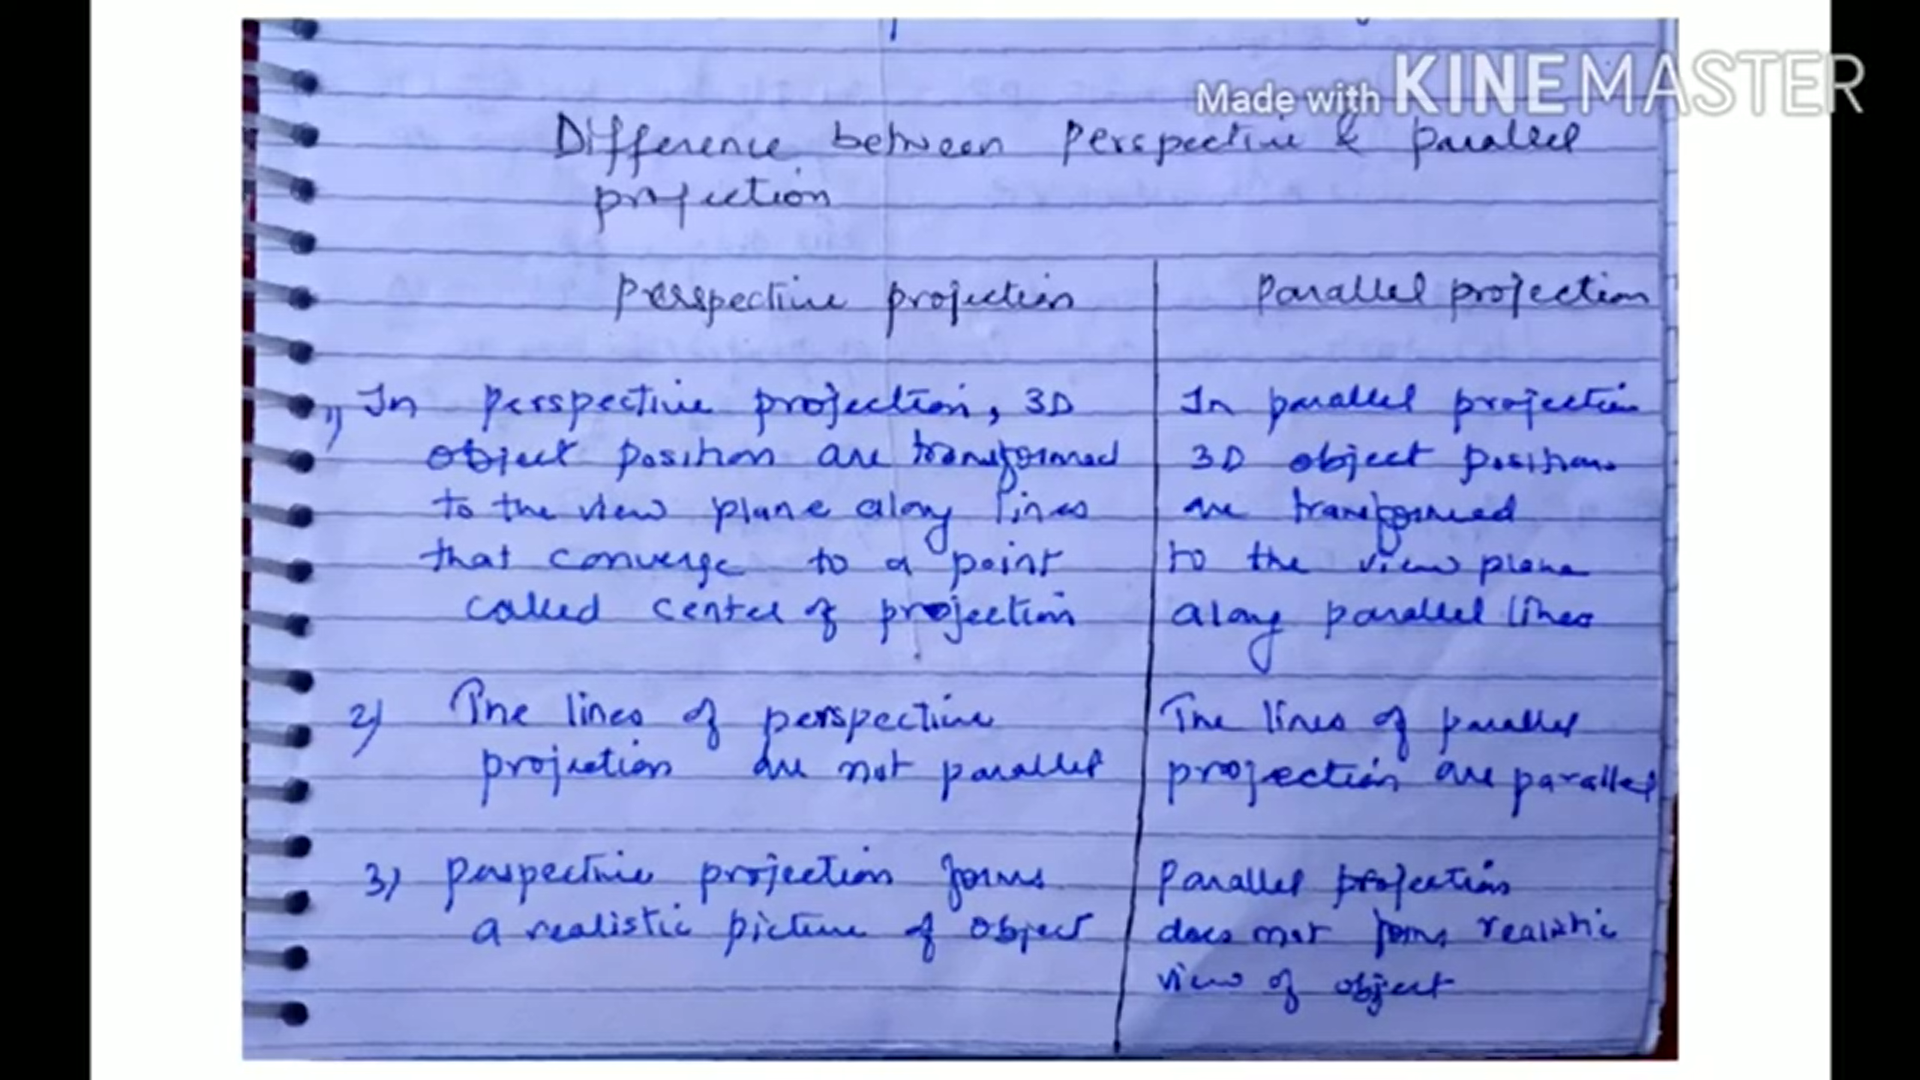 Made with KINEMASTER
Difference between Perspective & parallel
projection
Perspective projection
1) In perspective projection, 3D
object position are transformed
to the view plane along lines
that converge to a point
called center of projection
2) The lines of perspective
projection are not parallel
3) perspective projection forms
a realistic picture of object
Parallel projection
In parallel projection
3D object positions
are transformed
to the view plane
along parallel lines
The lines of parallel
projection are parallel
Parallel projection
does not forms realistic
view of object